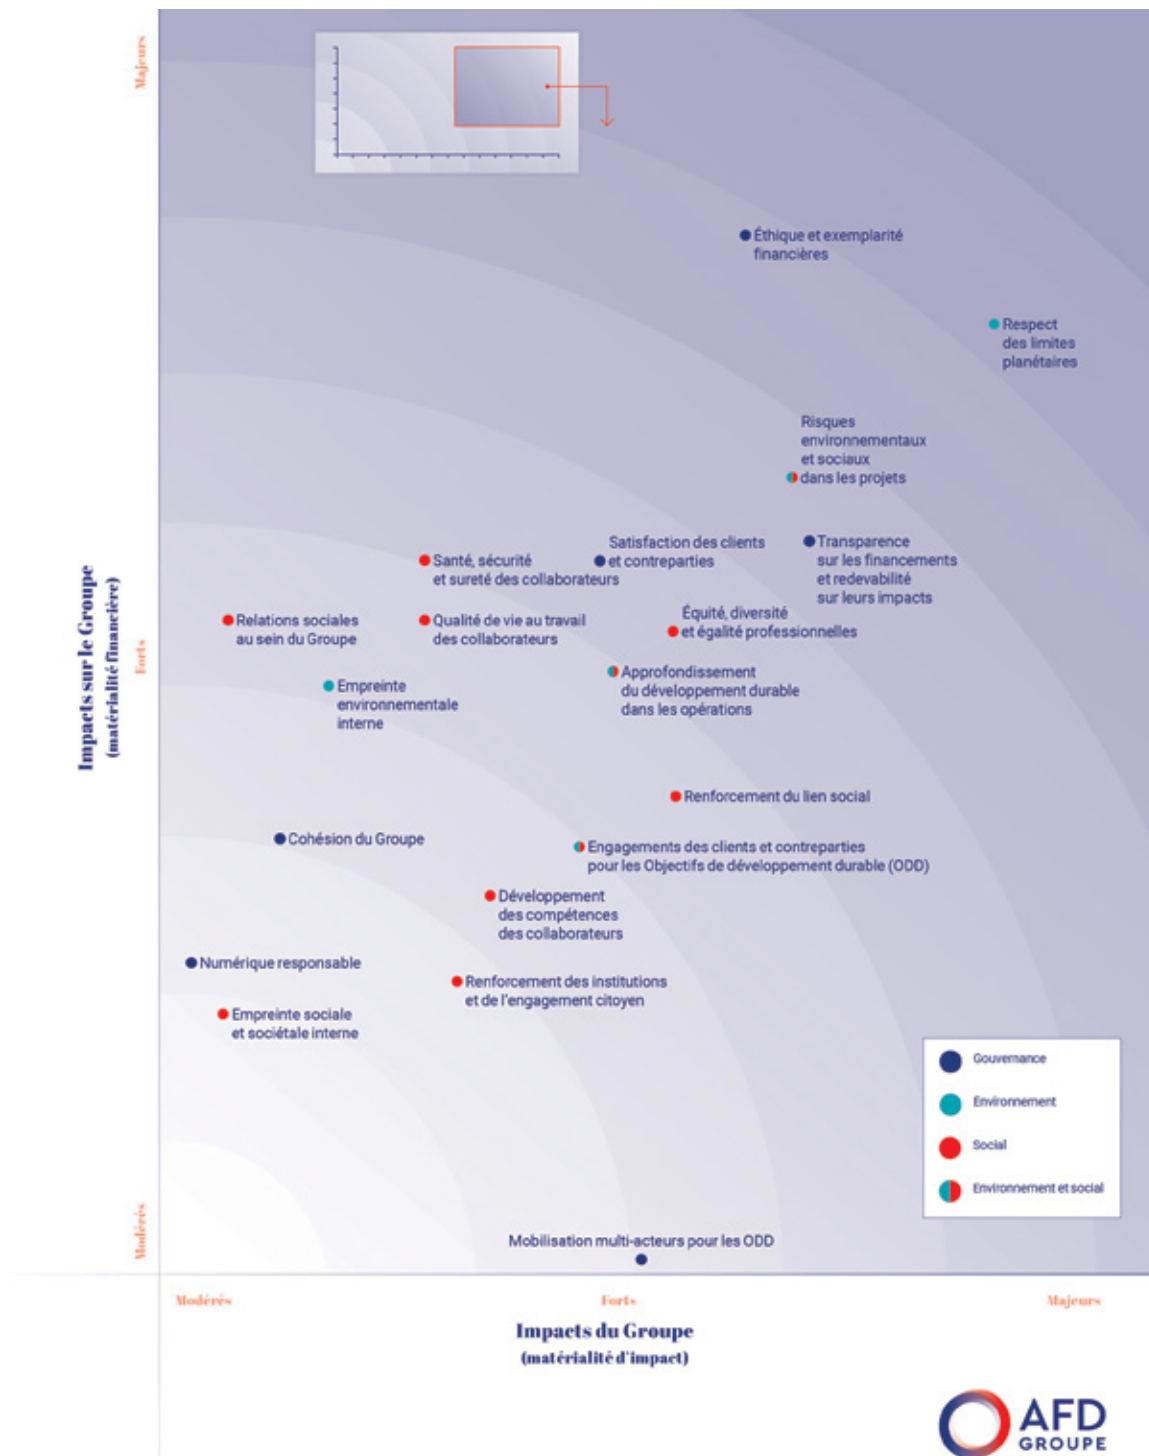 Majeurs
Éthique et exemplarité
financières
Respect
des limites
planétaires
Risques
environnementaux
et sociaux
dans les projets
Satisfaction des clients
et contreparties
Transparence
sur les financements
et redevabilité
sur leurs impacts
Santé, sécurité
et sureté des collaborateurs
Relations sociales
au sein du Groupe
Qualité de vie au travail
des collaborateurs
Équité, diversité
et égalité professionnelles
Impacts sur le Groupe
(matérialité financière)
Forts
Empreinte
environnementale
interne
Approfondissement
du développement durable
dans les opérations
Renforcement du lien social
Cohésion du Groupe
Engagements des clients et contreparties
pour les Objectifs de développement durable (ODD)
Développement
des compétences
des collaborateurs
Numérique responsable
Renforcement des institutions
et de l'engagement citoyen
Empreinte sociale
et sociétale interne
Gouvernance
Environnement
Social
Environnement et social
Modérés
Mobilisation multi-acteurs pour les ODD
Modérés
Forts
Majeurs
Impacts du Groupe
(matérialité d'impact)
AFD
GROUPE